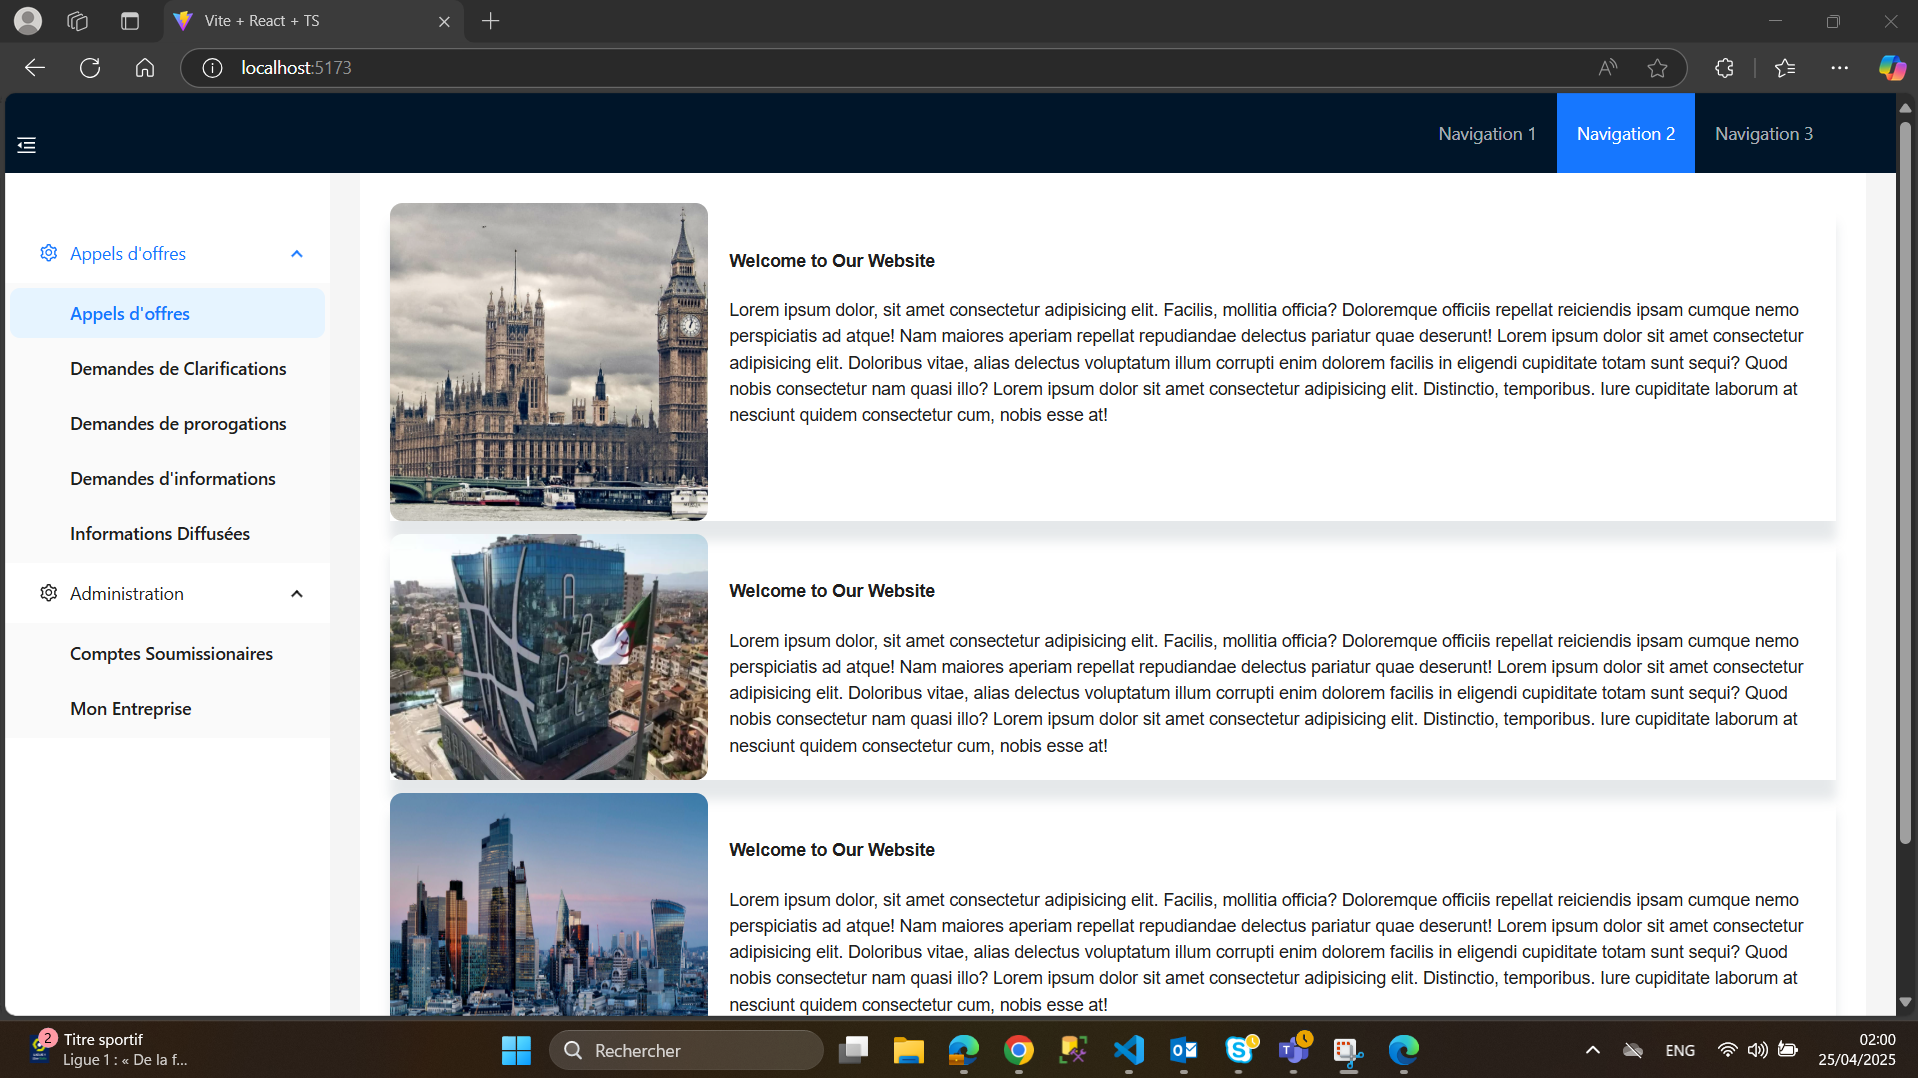 Vite + React + TS
localhost:5173
Navigation 1
Navigation 2
Navigation 3
Appels d'offres
Appels d'offres
Demandes de Clarifications
Demandes de prorogations
Demandes d'informations
Informations Diffusées
Administration
Comptes Soumissionaires
Mon Entreprise
Welcome to Our Website
Lorem ipsum dolor, sit amet consectetur adipisicing elit. Facilis, mollitia officia? Doloremque officiis repellat reiciendis ipsam cumque nemo
perspiciatis ad atque! Nam maiores aperiam repellat repudiandae delectus pariatur quae deserunt! Lorem ipsum dolor sit amet consectetur
adipisicing elit. Doloribus vitae, alias delectus voluptatum illum corrupti enim dolorem facilis in eligendi cupiditate totam sunt sequi? Quod
nobis consectetur nam quasi illo? Lorem ipsum dolor sit amet consectetur adipisicing elit. Distinctio, temporibus. Iure cupiditate laborum at
nesciunt quidem consectetur cum, nobis esse at!
Welcome to Our Website
Lorem ipsum dolor, sit amet consectetur adipisicing elit. Facilis, mollitia officia? Doloremque officiis repellat reiciendis ipsam cumque nemo
perspiciatis ad atque! Nam maiores aperiam repellat repudiandae delectus pariatur quae deserunt! Lorem ipsum dolor sit amet consectetur
adipisicing elit. Doloribus vitae, alias delectus voluptatum illum corrupti enim dolorem facilis in eligendi cupiditate totam sunt sequi? Quod
nobis consectetur nam quasi illo? Lorem ipsum dolor sit amet consectetur adipisicing elit. Distinctio, temporibus. Iure cupiditate laborum at
nesciunt quidem consectetur cum, nobis esse at!
Welcome to Our Website
Lorem ipsum dolor, sit amet consectetur adipisicing elit. Facilis, mollitia officia? Doloremque officiis repellat reiciendis ipsam cumque nemo
perspiciatis ad atque! Nam maiores aperiam repellat repudiandae delectus pariatur quae deserunt! Lorem ipsum dolor sit amet consectetur
adipisicing elit. Doloribus vitae, alias delectus voluptatum illum corrupti enim dolorem facilis in eligendi cupiditate totam sunt sequi? Quod
nobis consectetur nam quasi illo? Lorem ipsum dolor sit amet consectetur adipisicing elit. Distinctio, temporibus. Iure cupiditate laborum at
nesciunt quidem consectetur cum, nobis esse at!
2
Titre sportif
Ligue 1 : « De la f...
Rechercher
ENG
02:00
25/04/2025